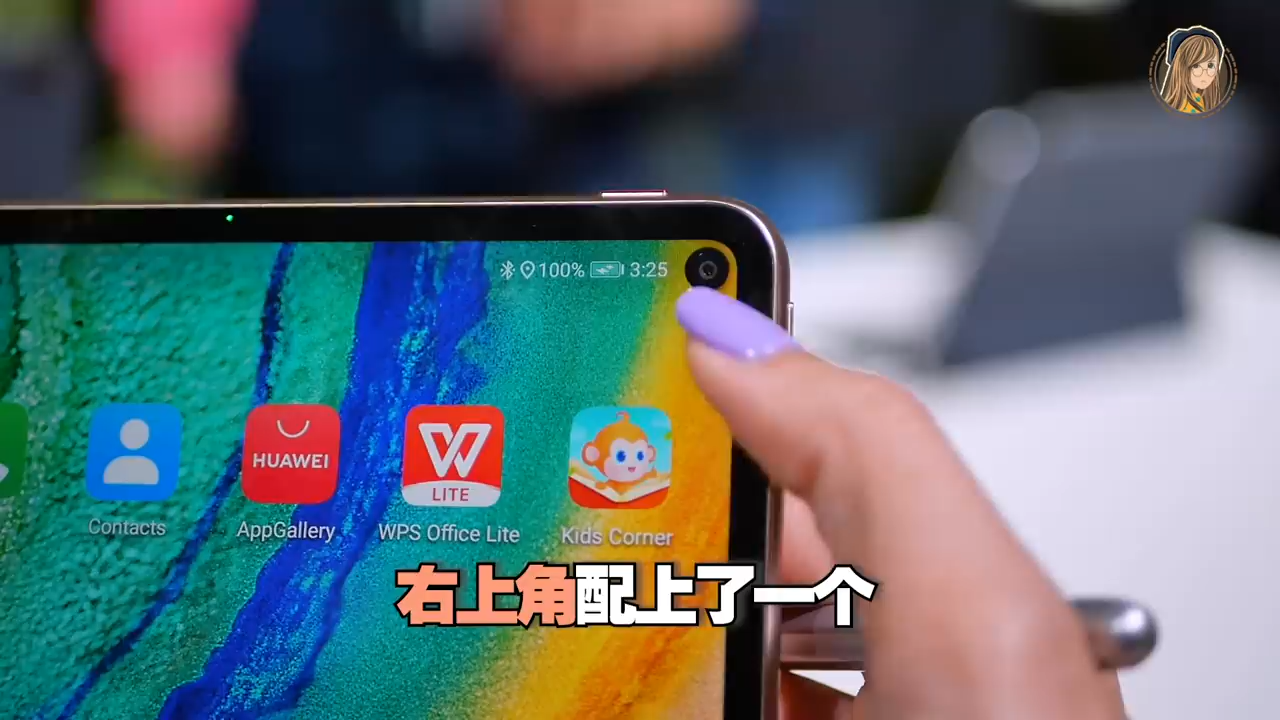 100% 3:25
HUAWEI
LITE
Contacts
AppGallery
WPS Office Lite
Kids Corner
右上角配上了一个